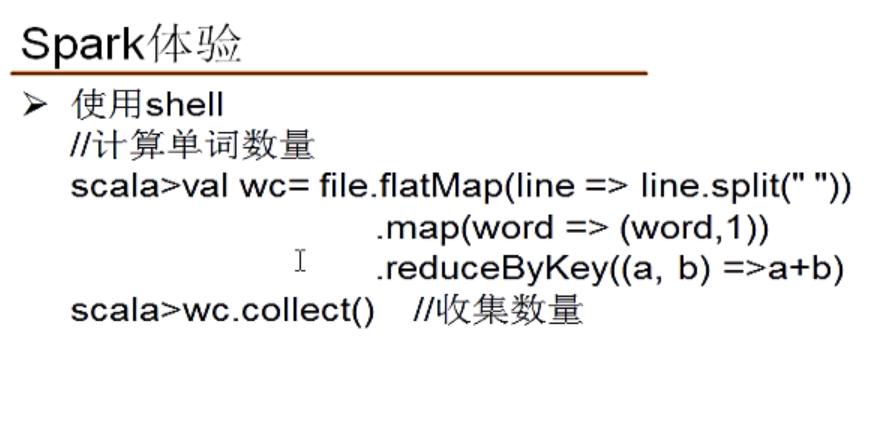 Spark体验
➢ 使用shell
//计算单词数量
scala>val wc= file.flatMap(line => line.split(" "))
.map(word => (word,1))
.reduceByKey((a, b) =>a+b)
scala>wc.collect() //收集数量